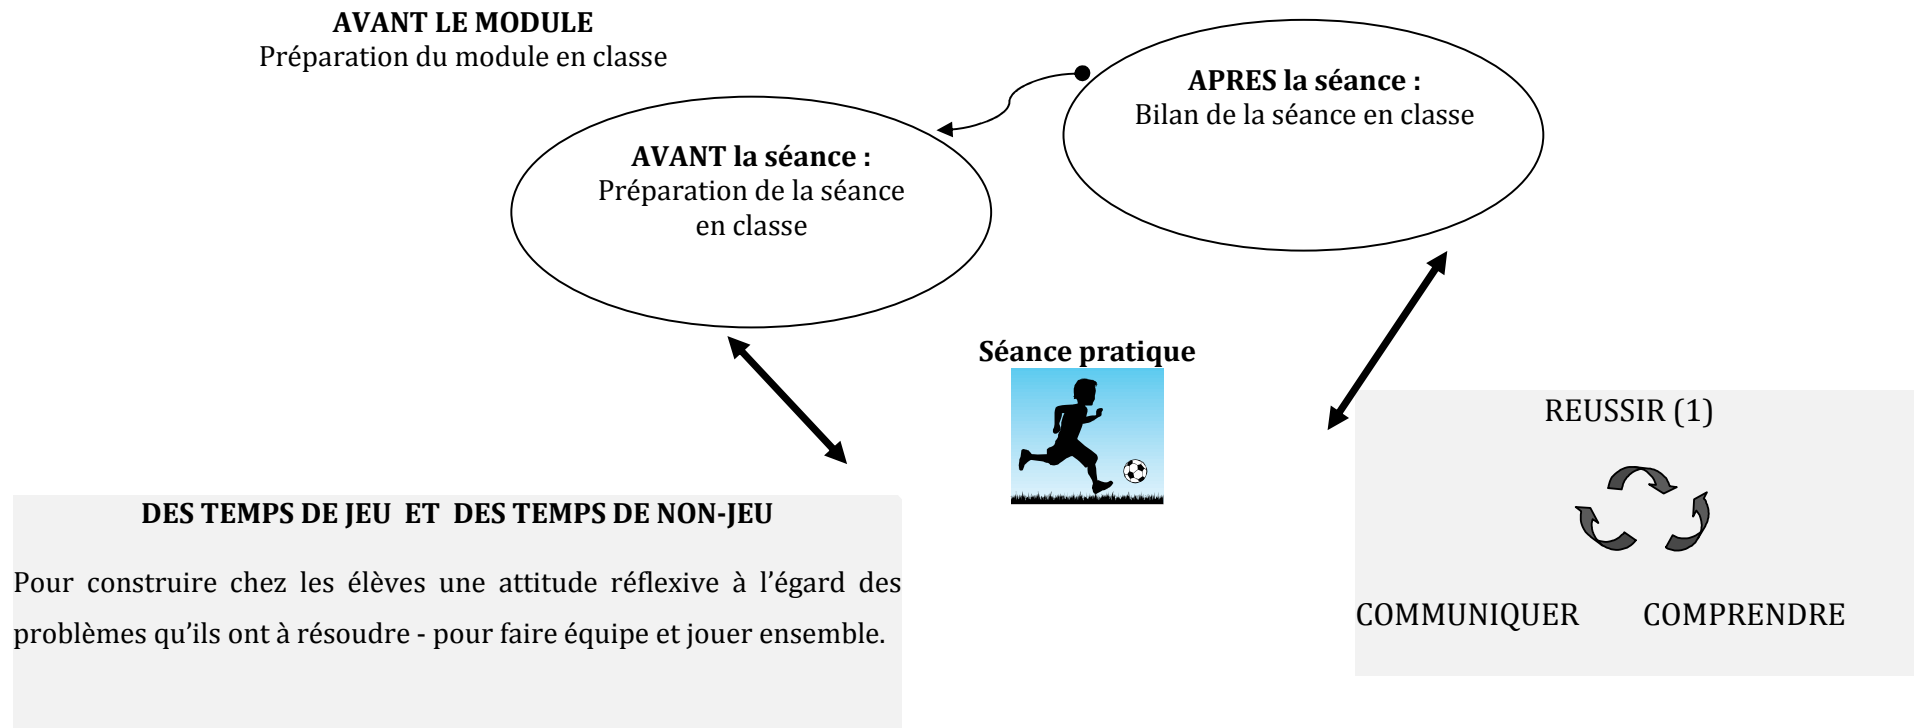 AVANT LE MODULE
Préparation du module en classe
APRES la séance :
Bilan de la séance en classe
AVANT la séance :
Préparation de la séance
en classe
Séance pratique
REUSSIR (1)
COMMUNIQUER COMPRENDRE
DES TEMPS DE JEU ET DES TEMPS DE NON-JEU
Pour construire chez les élèves une attitude réflexive à l’égard des
problèmes qu’ils ont à résoudre - pour faire équipe et jouer ensemble.